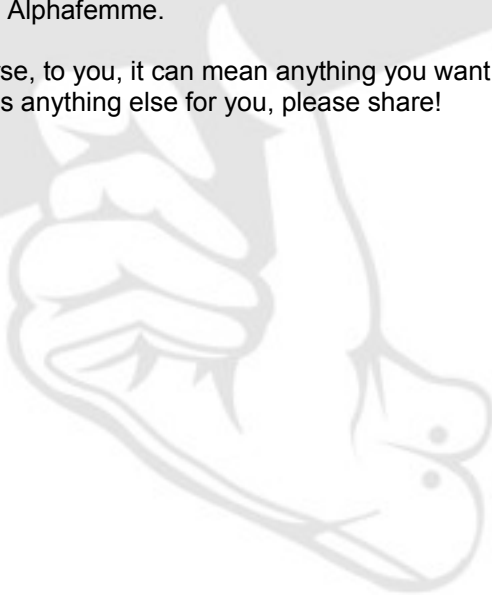 Alphafemme.
se, to you, it can mean anything you want
s anything else for you, please share!